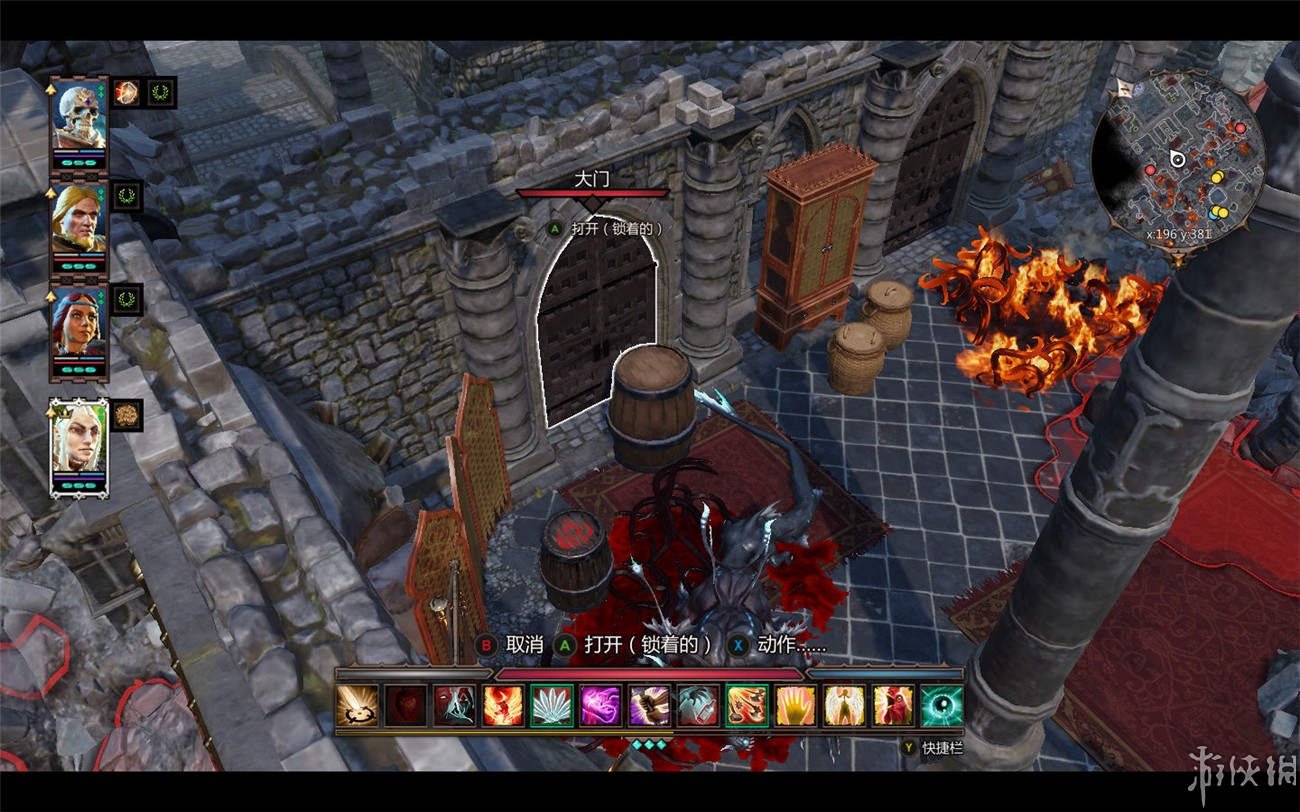 大门
A 打开（锁着的）
x:196 y:381
B 取消 A 打开（锁着的） X 动作......
Y 快捷栏
游侠网